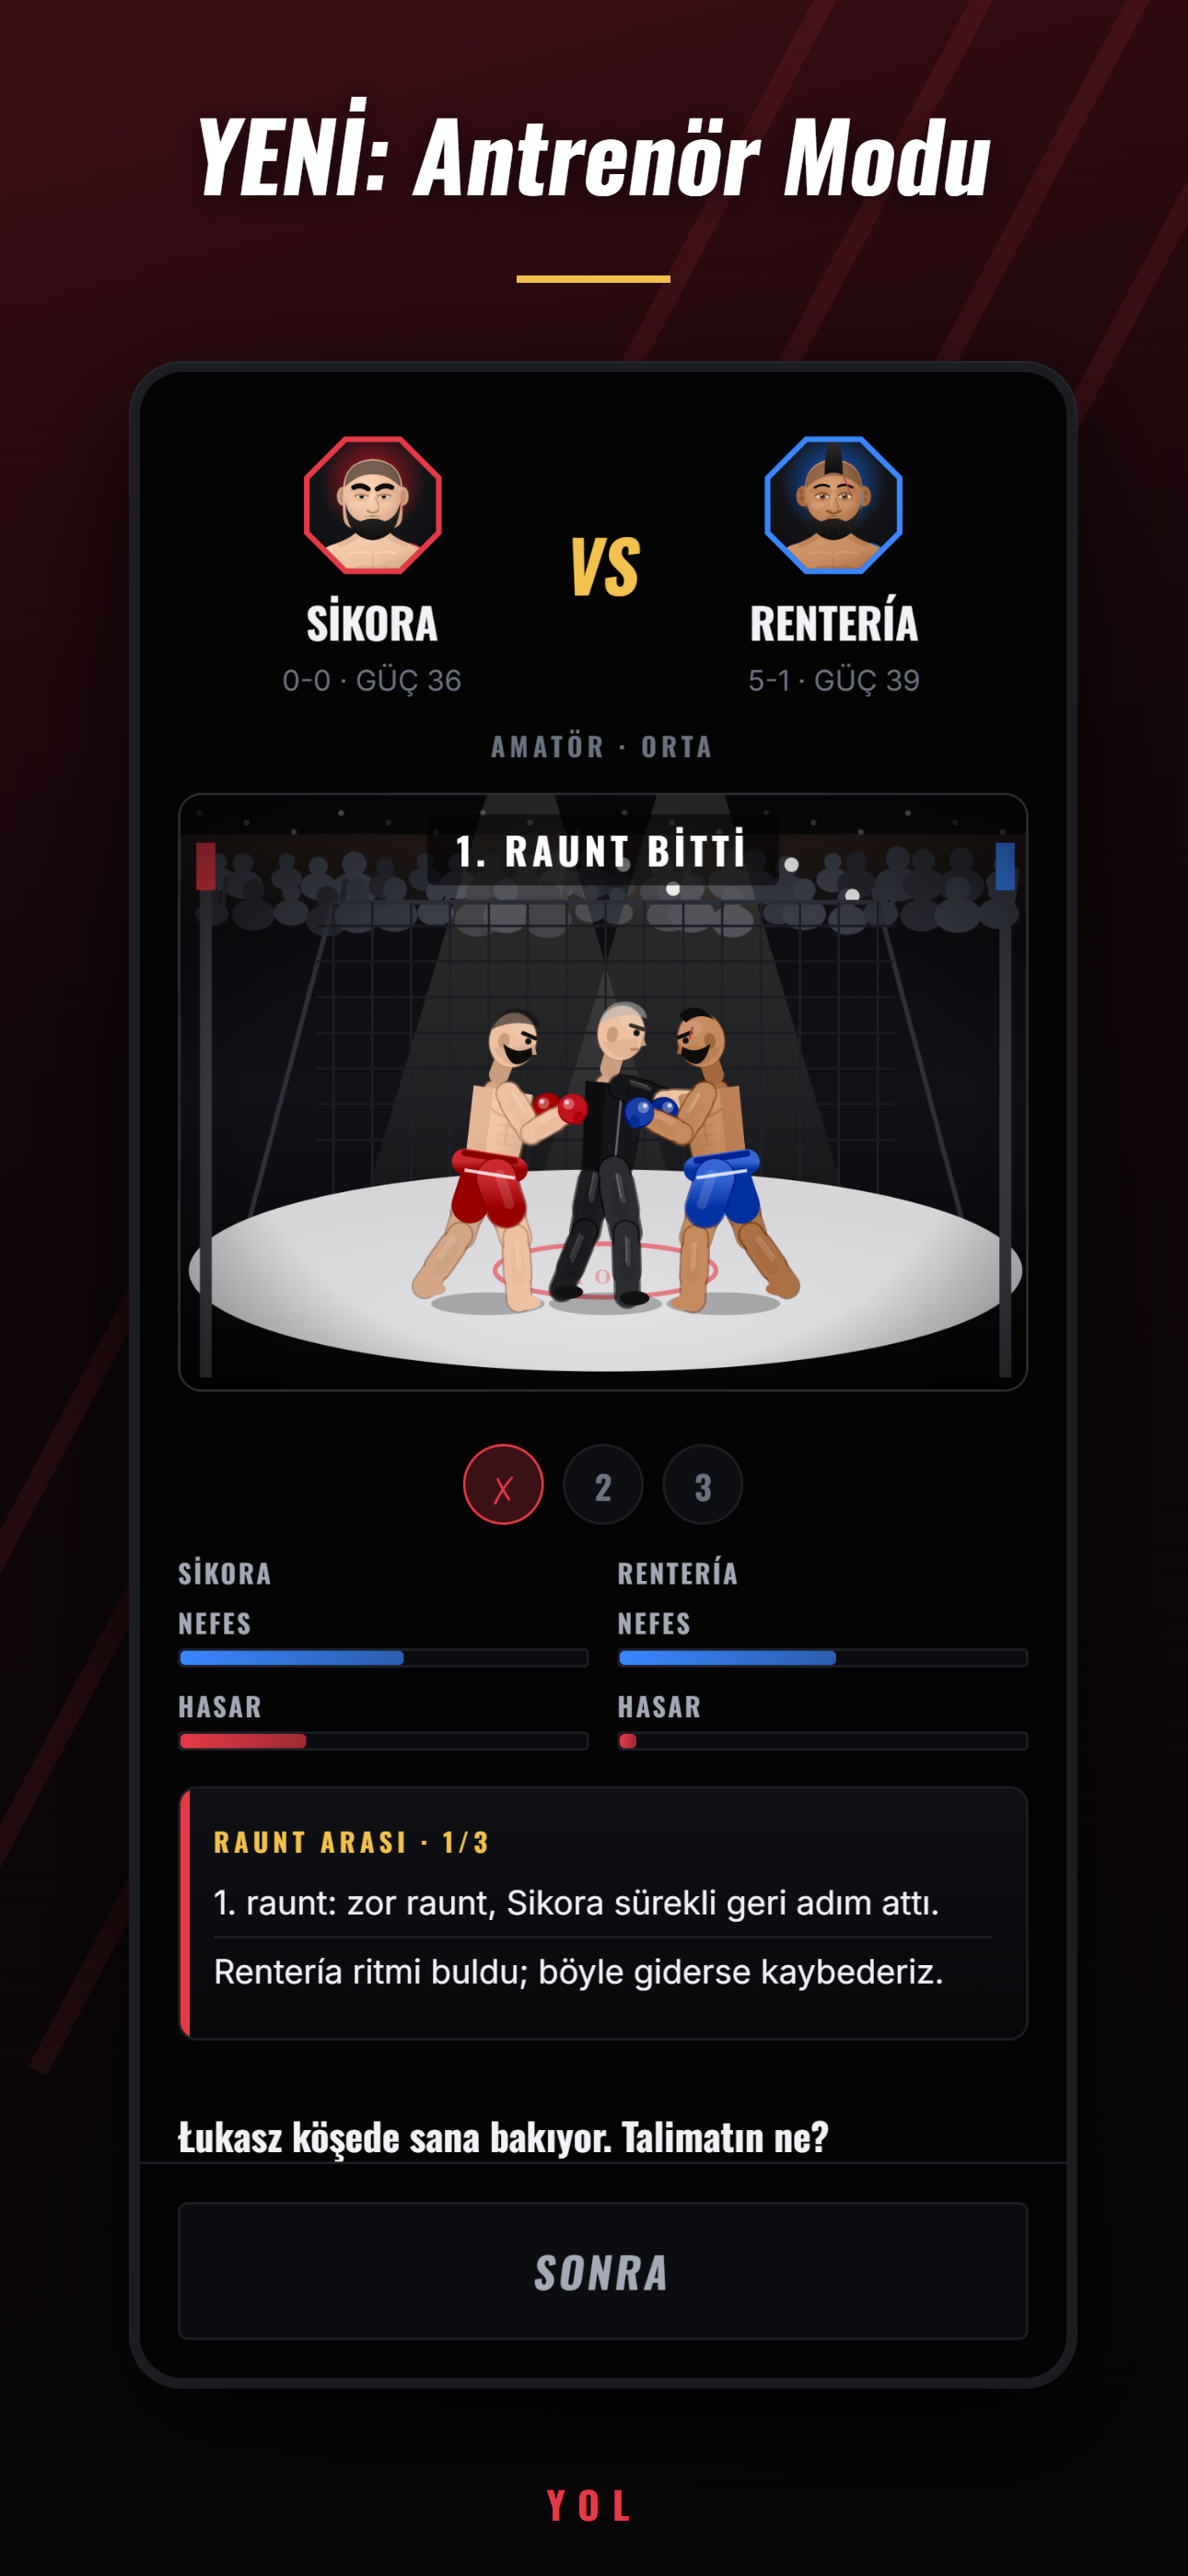 YENİ: Antrenör Modu
VS
SİKORA
RENTERÍA
0-0 · GÜÇ 36
5-1 · GÜÇ 39
AMATÖR · ORTA
1. RAUNT BİTTİ
X
2
3
SİKORA
RENTERÍA
NEFES
NEFES
HASAR
HASAR
RAUNT ARASI · 1/3
1. raunt: zor raunt, Sikora sürekli geri adım attı.
Rentería ritmi buldu; böyle giderse kaybederiz.
Łukasz köşede sana bakıyor. Talimatın ne?
SONRA
YOL